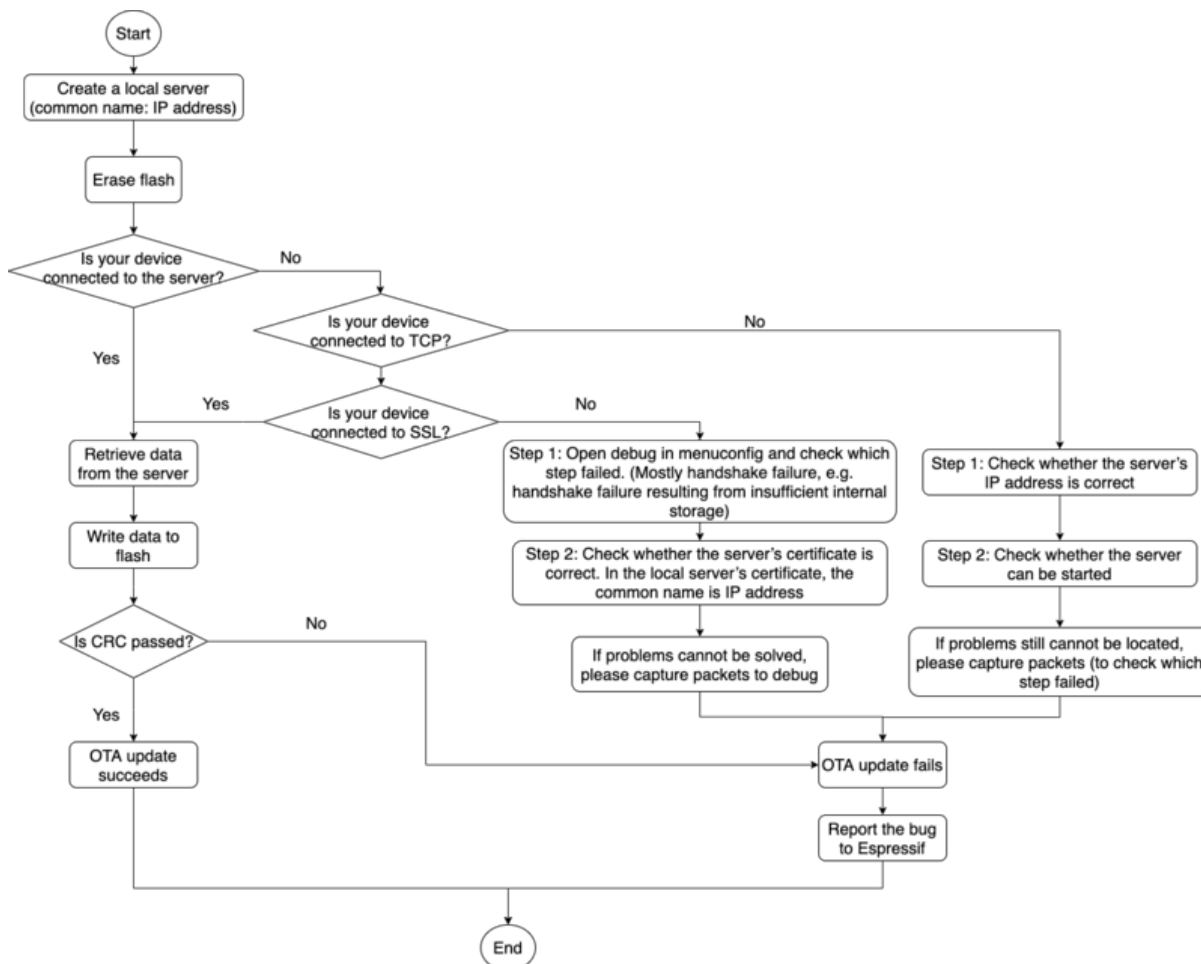 Start
Create a local server
(common name: IP address)
Erase flash
Is your device
connected to the server?
No
Is your device
connected to TCP?
No
Yes
Yes
Is your device
connected to SSL?
No
Retrieve data
from the server
Step 1: Open debug in menuconfig and check which
step failed. (Mostly handshake failure, e.g.
handshake failure resulting from insufficient internal
storage)
Step 1: Check whether the server's
IP address is correct
Write data to
flash
Step 2: Check whether the server's certificate is
correct. In the local server's certificate, the
common name is IP address
Step 2: Check whether the server
can be started
Is CRC passed?
No
If problems cannot be solved,
please capture packets to debug
If problems still cannot be located,
please capture packets (to check which
step failed)
Yes
OTA update
succeeds
OTA update fails
Report the bug
to Espressif
End